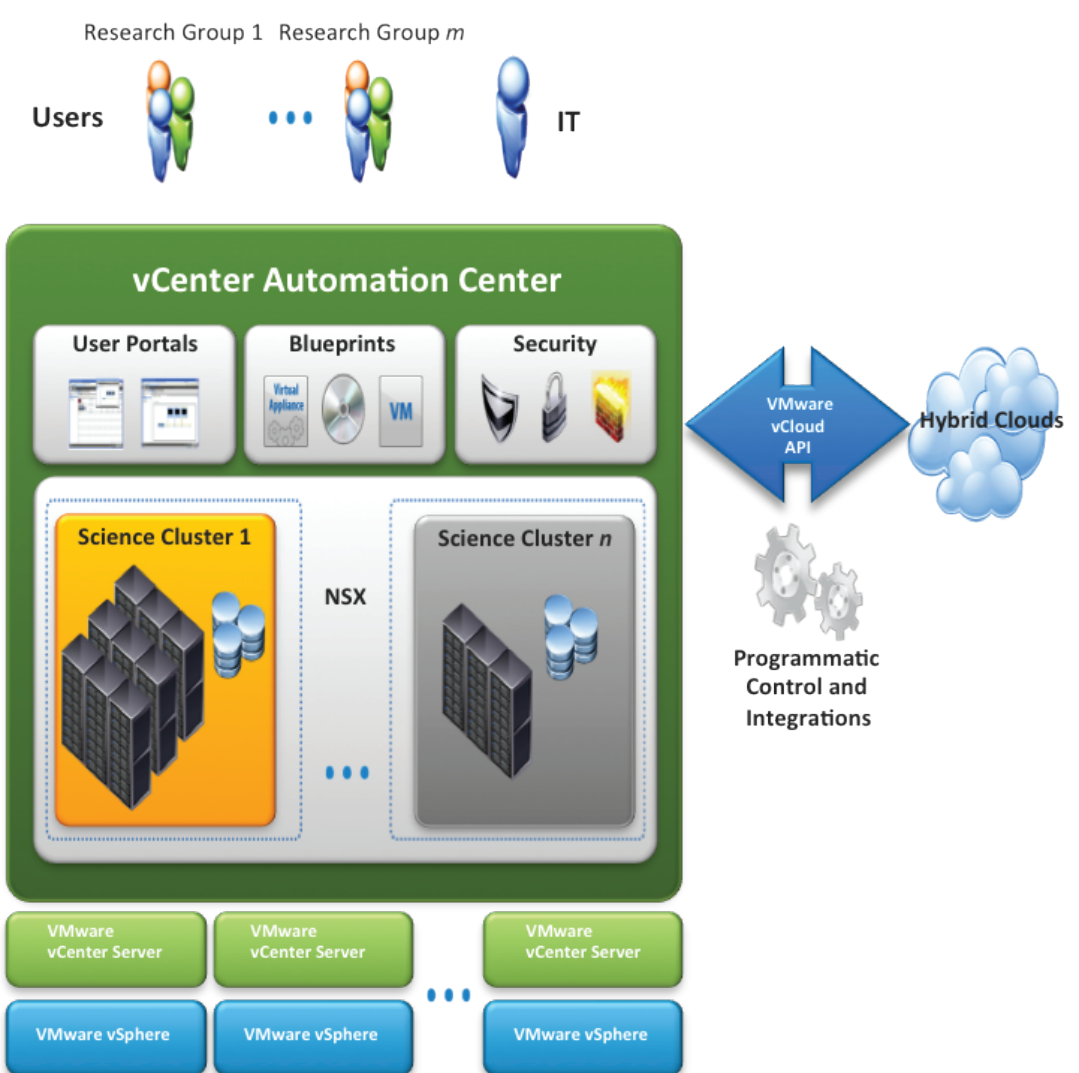 Research Group 1 Research Group m
Users
IT
vCenter Automation Center
User Portals
Blueprints
Security
Virtual
Appliance
VM
VMware
vCloud
API
Hybrid Clouds
Science Cluster 1
NSX
Science Cluster n
Programmatic
Control and
Integrations
VMware
vCenter Server
VMware
vCenter Server
VMware
vCenter Server
VMware vSphere
VMware vSphere
VMware vSphere